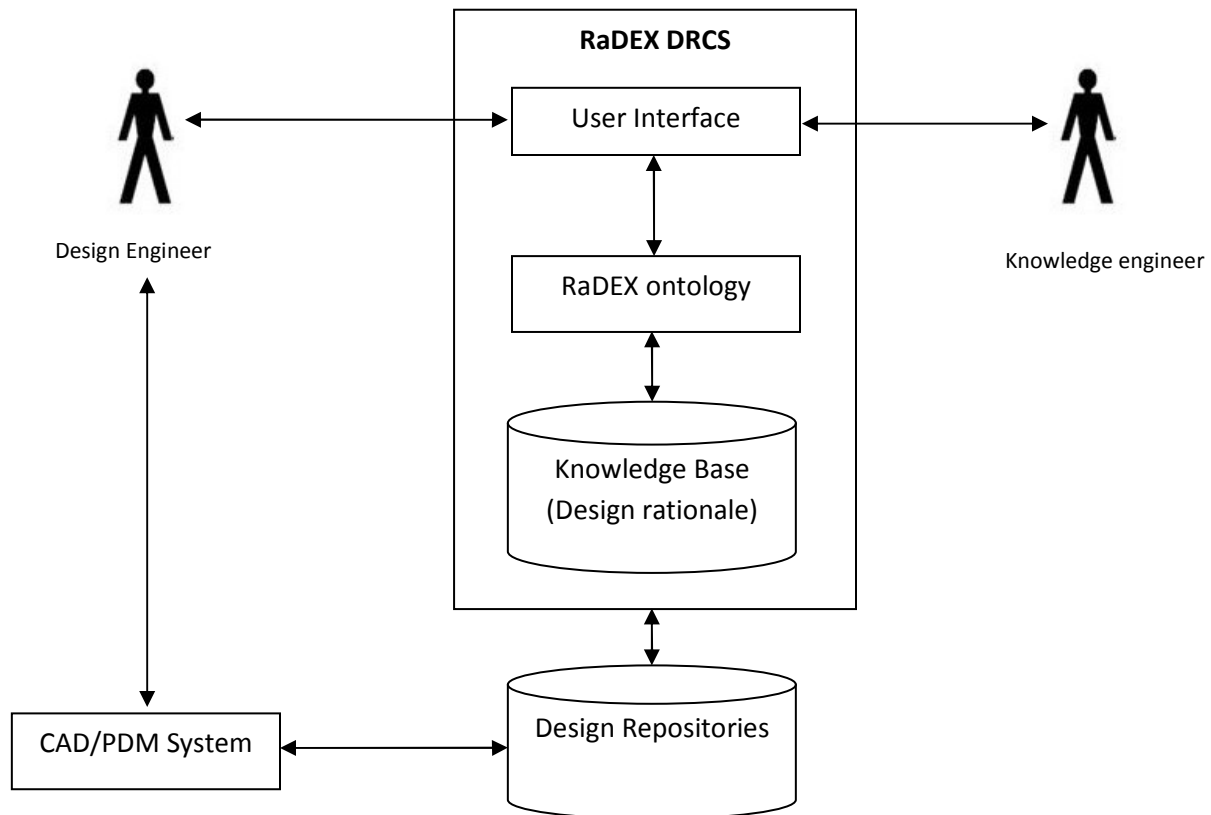 RaDEX DRCS
User Interface
Design Engineer
Knowledge engineer
RaDEX ontology
Knowledge Base
(Design rationale)
CAD/PDM System
Design Repositories